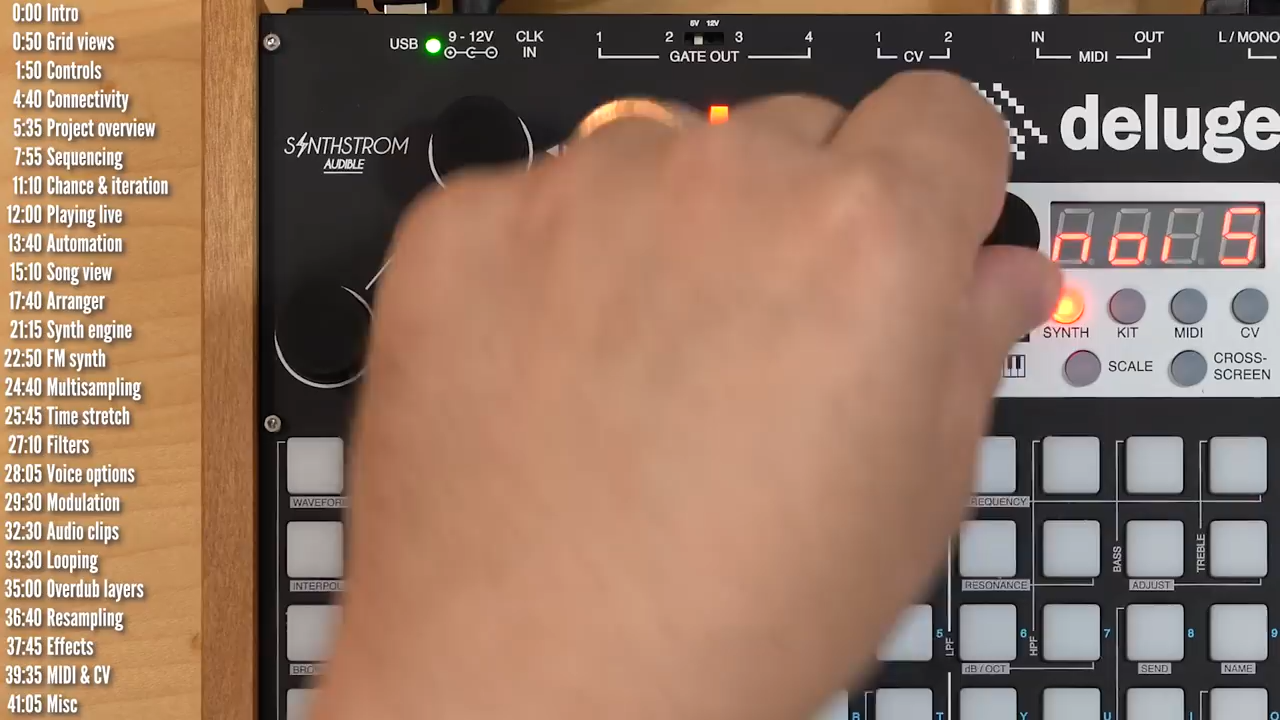 0:00 Intro
0:50 Grid views
1:50 Controls
4:40 Connectivity
5:35 Project overview
7:55 Sequencing
11:10 Chance & iteration
12:00 Playing live
13:40 Automation
15:10 Song view
17:40 Arranger
21:15 Synth engine
22:50 FM synth
24:40 Multisampling
25:45 Time stretch
27:10 Filters
28:05 Voice options
29:30 Modulation
32:30 Audio clips
33:30 Looping
35:00 Overdub layers
36:40 Resampling
37:45 Effects
39:35 MIDI & CV
41:05 Misc
USB
9 - 12V
CLK IN
5V 12V
1 2 3 4
GATE OUT
1 2
CV
IN OUT
MIDI
L / MONO
SYNTHSTROM
AUDIBLE
deluge
noiS
SYNTH KIT MIDI CV
SCALE
CROSS-
SCREEN
BASS
TREBLE
RESONANCE
ADJUST
5 6 7 8 9
LPF
HPF
dB / OCT
SEND
NAME
R T Y U